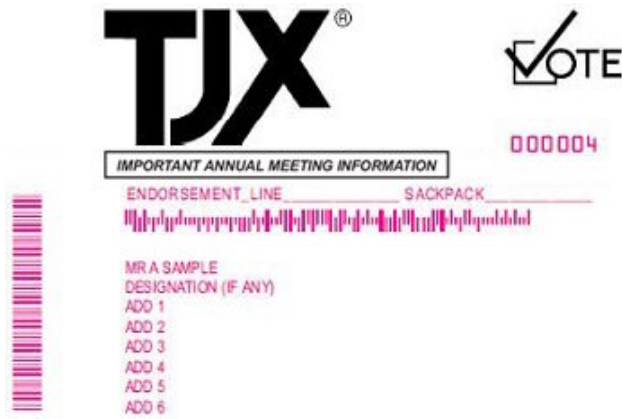 TJX®
VOTE
000004
IMPORTANT ANNUAL MEETING INFORMATION
ENDORSEMENT_LINE______________ SACKPACK_____________
MR A SAMPLE
DESIGNATION (IF ANY)
ADD 1
ADD 2
ADD 3
ADD 4
ADD 5
ADD 6